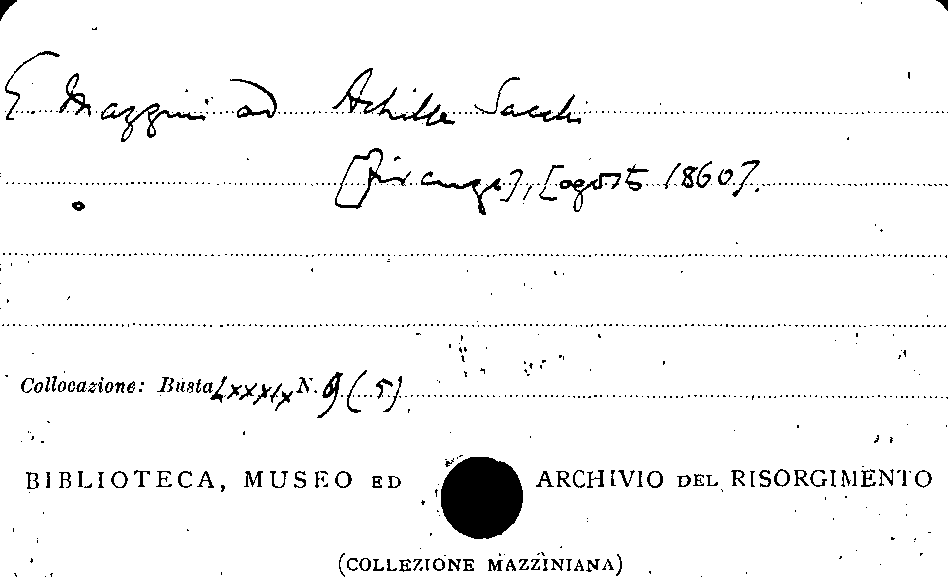 G. Mazzini ad Achille Sacchi
[Firenze], [agosto 1860].
Collocazione: Busta LXXXIX N. 9 (5)
BIBLIOTECA, MUSEO ED ARCHIVIO DEL RISORGIMENTO
(COLLEZIONE MAZZINIANA)